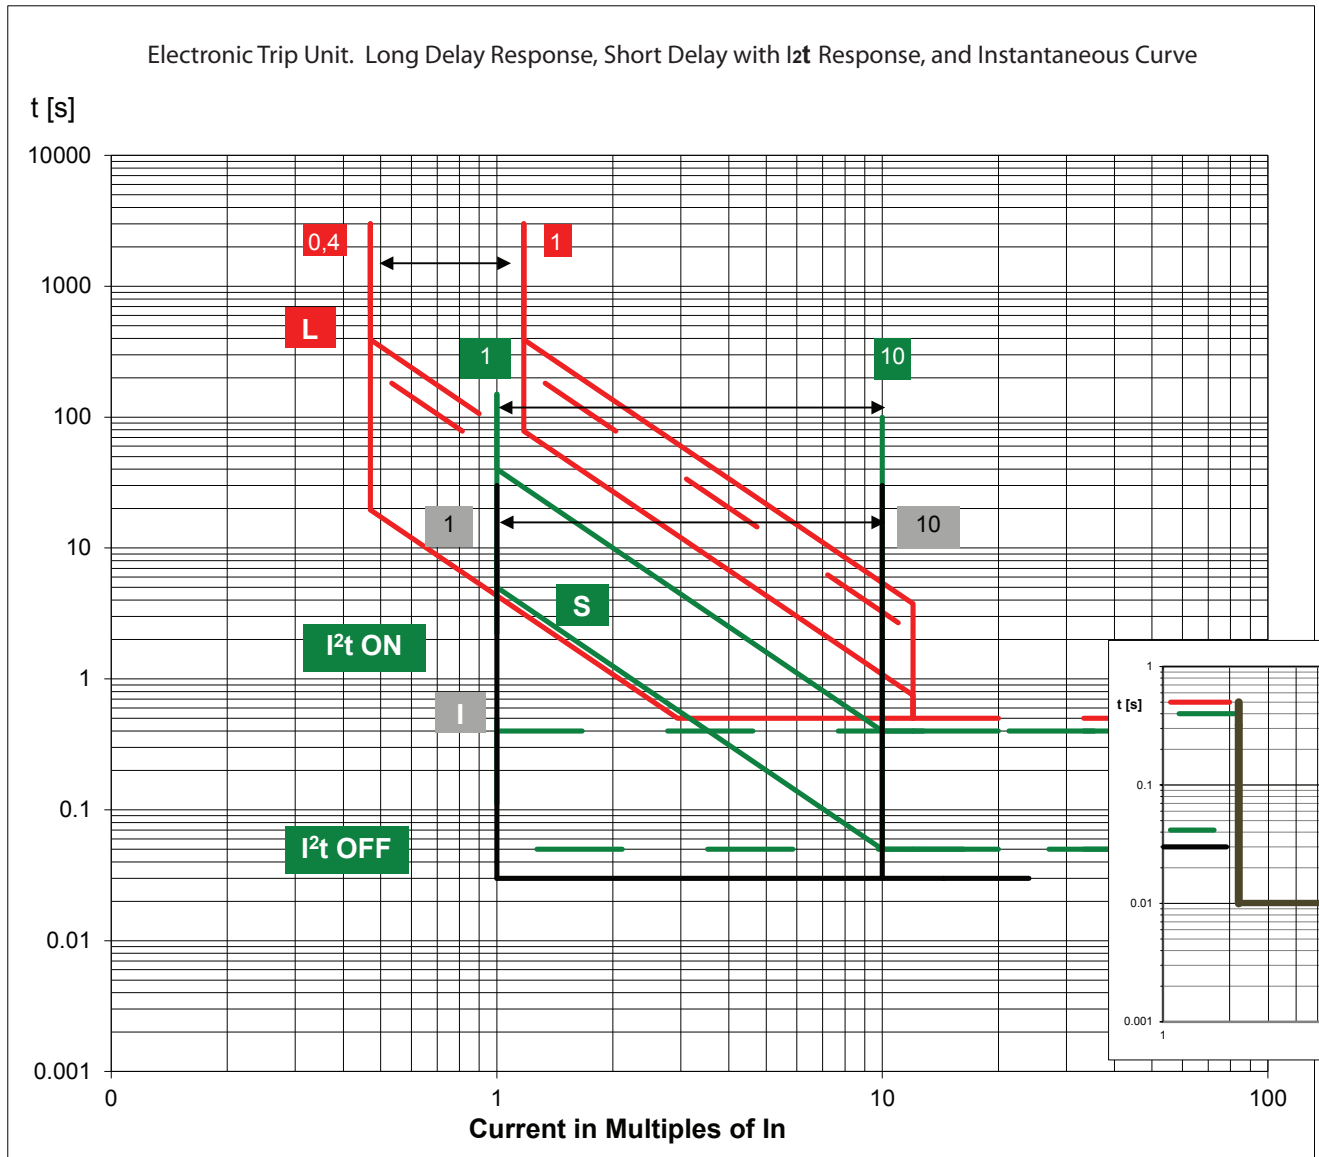 Electronic Trip Unit. Long Delay Response, Short Delay with I2t Response, and Instantaneous Curve
t [s]
10000
0,4
1
1000
L
1
10
100
1
10
10
S
I²t ON
1
I
0.1
I²t OFF
0.01
0.001
0
1
10
100
Current in Multiples of In
1
t [s]
0.1
0.01
0.001
1